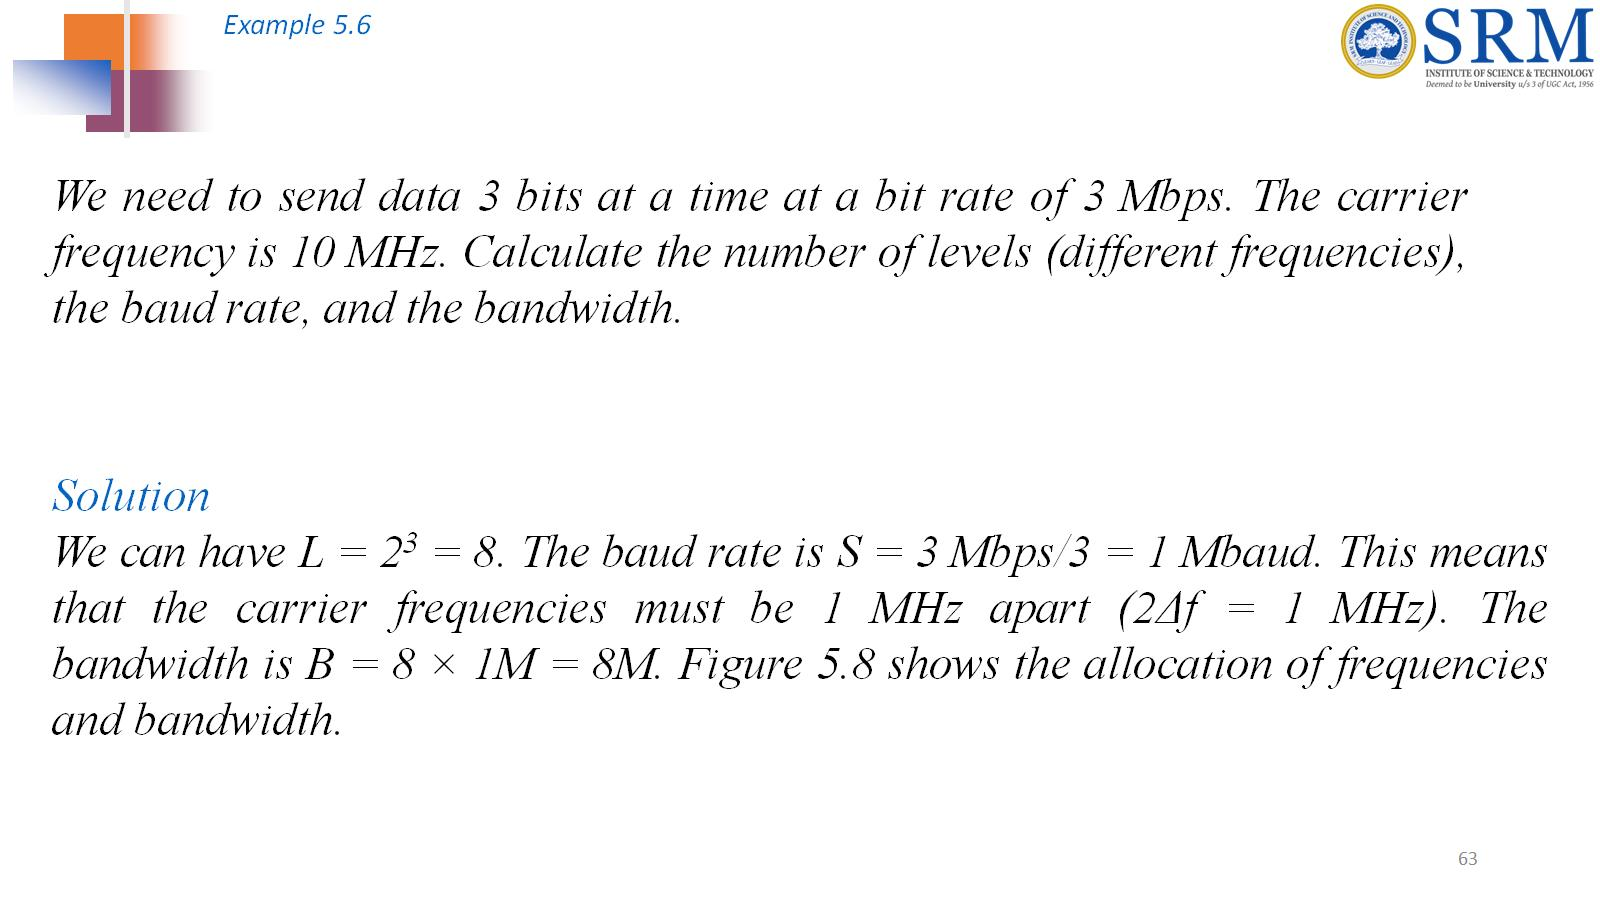 Example 5.6
SRM
INSTITUTE OF SCIENCE & TECHNOLOGY
Deemed to be University u/s 3 of UGC Act, 1956
We need to send data 3 bits at a time at a bit rate of 3 Mbps. The carrier
frequency is 10 MHz. Calculate the number of levels (different frequencies),
the baud rate, and the bandwidth.
Solution
We can have L = 2³ = 8. The baud rate is S = 3 Mbps/3 = 1 Mbaud. This means
that the carrier frequencies must be 1 MHz apart (2Δf = 1 MHz). The
bandwidth is B = 8 × 1M = 8M. Figure 5.8 shows the allocation of frequencies
and bandwidth.
63